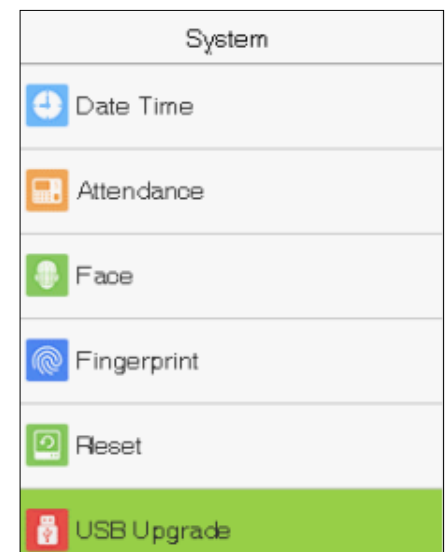 System
Date Time
Attendance
Face
Fingerprint
Reset
USB Upgrade